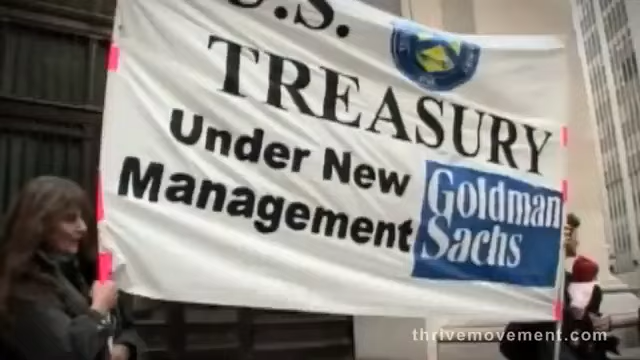 U.S.
TREASURY
Under New
Management
Goldman
Sachs
thrivemovement.com